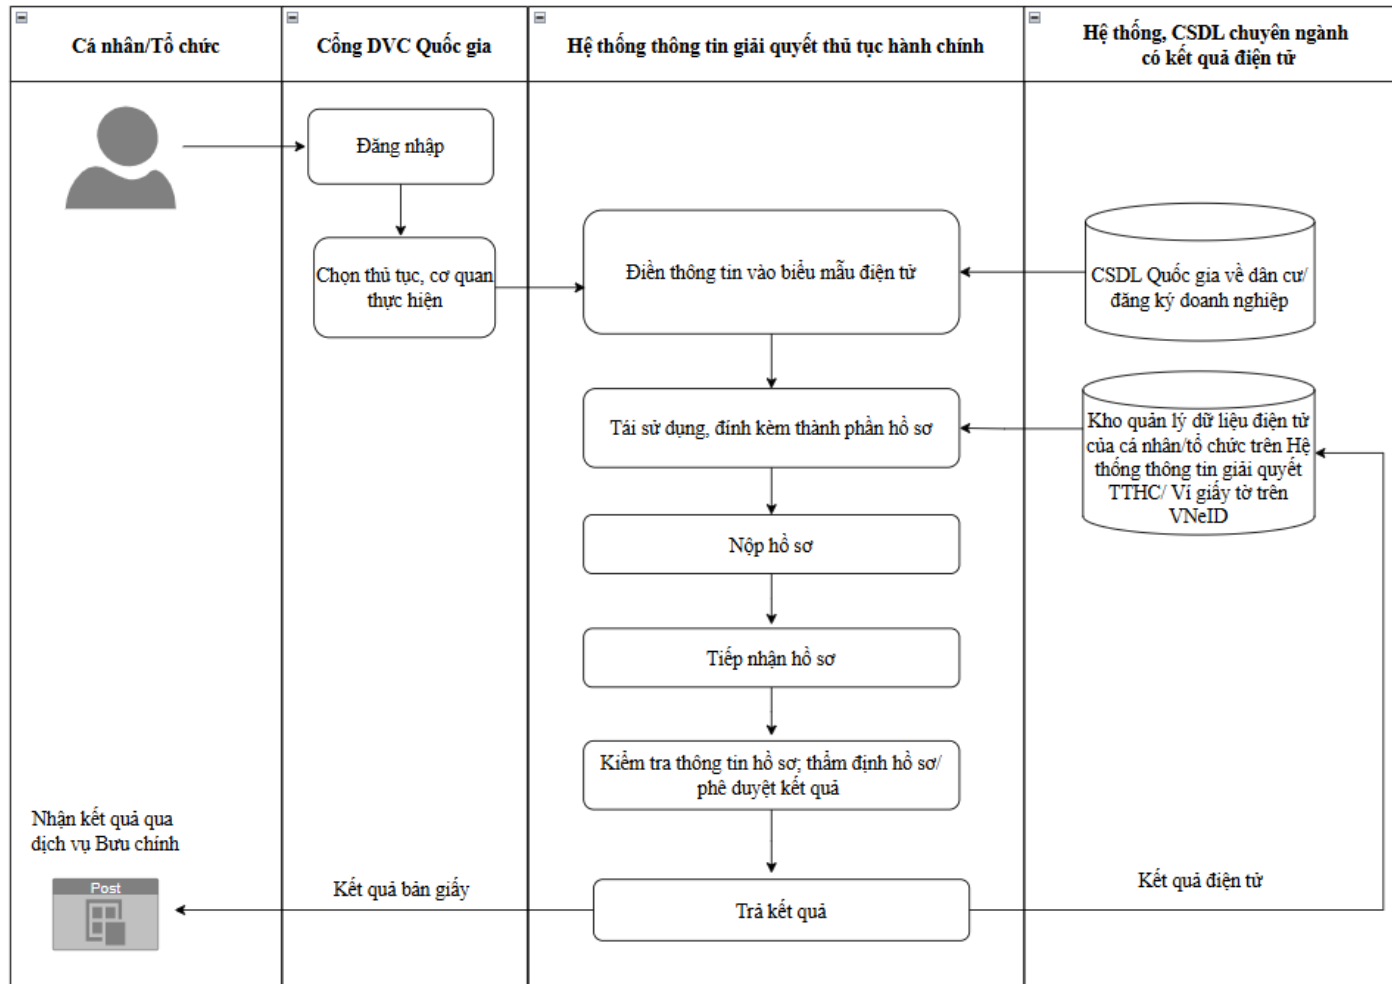 Cá nhân/Tổ chức
Cổng DVC Quốc gia
Hệ thống thông tin giải quyết thủ tục hành chính
Hệ thống, CSDL chuyên ngành
có kết quả điện tử
Đăng nhập
Chọn thủ tục, cơ quan
thực hiện
Điền thông tin vào biểu mẫu điện tử
CSDL Quốc gia về dân cư/
đăng ký doanh nghiệp
Tái sử dụng, đính kèm thành phần hồ sơ
Kho quản lý dữ liệu điện tử
của cá nhân/tổ chức trên Hệ
thống thông tin giải quyết
TTHC/ Ví giấy tờ trên
VNeID
Nộp hồ sơ
Tiếp nhận hồ sơ
Kiểm tra thông tin hồ sơ; thẩm định hồ sơ/
phê duyệt kết quả
Nhận kết quả qua
dịch vụ Bưu chính
Post
Kết quả bản giấy
Trả kết quả
Kết quả điện tử